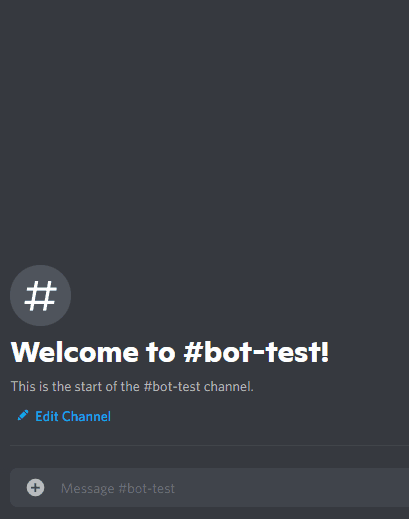 #
Welcome to #bot-test!
This is the start of the #bot-test channel.
Edit Channel
Message #bot-test